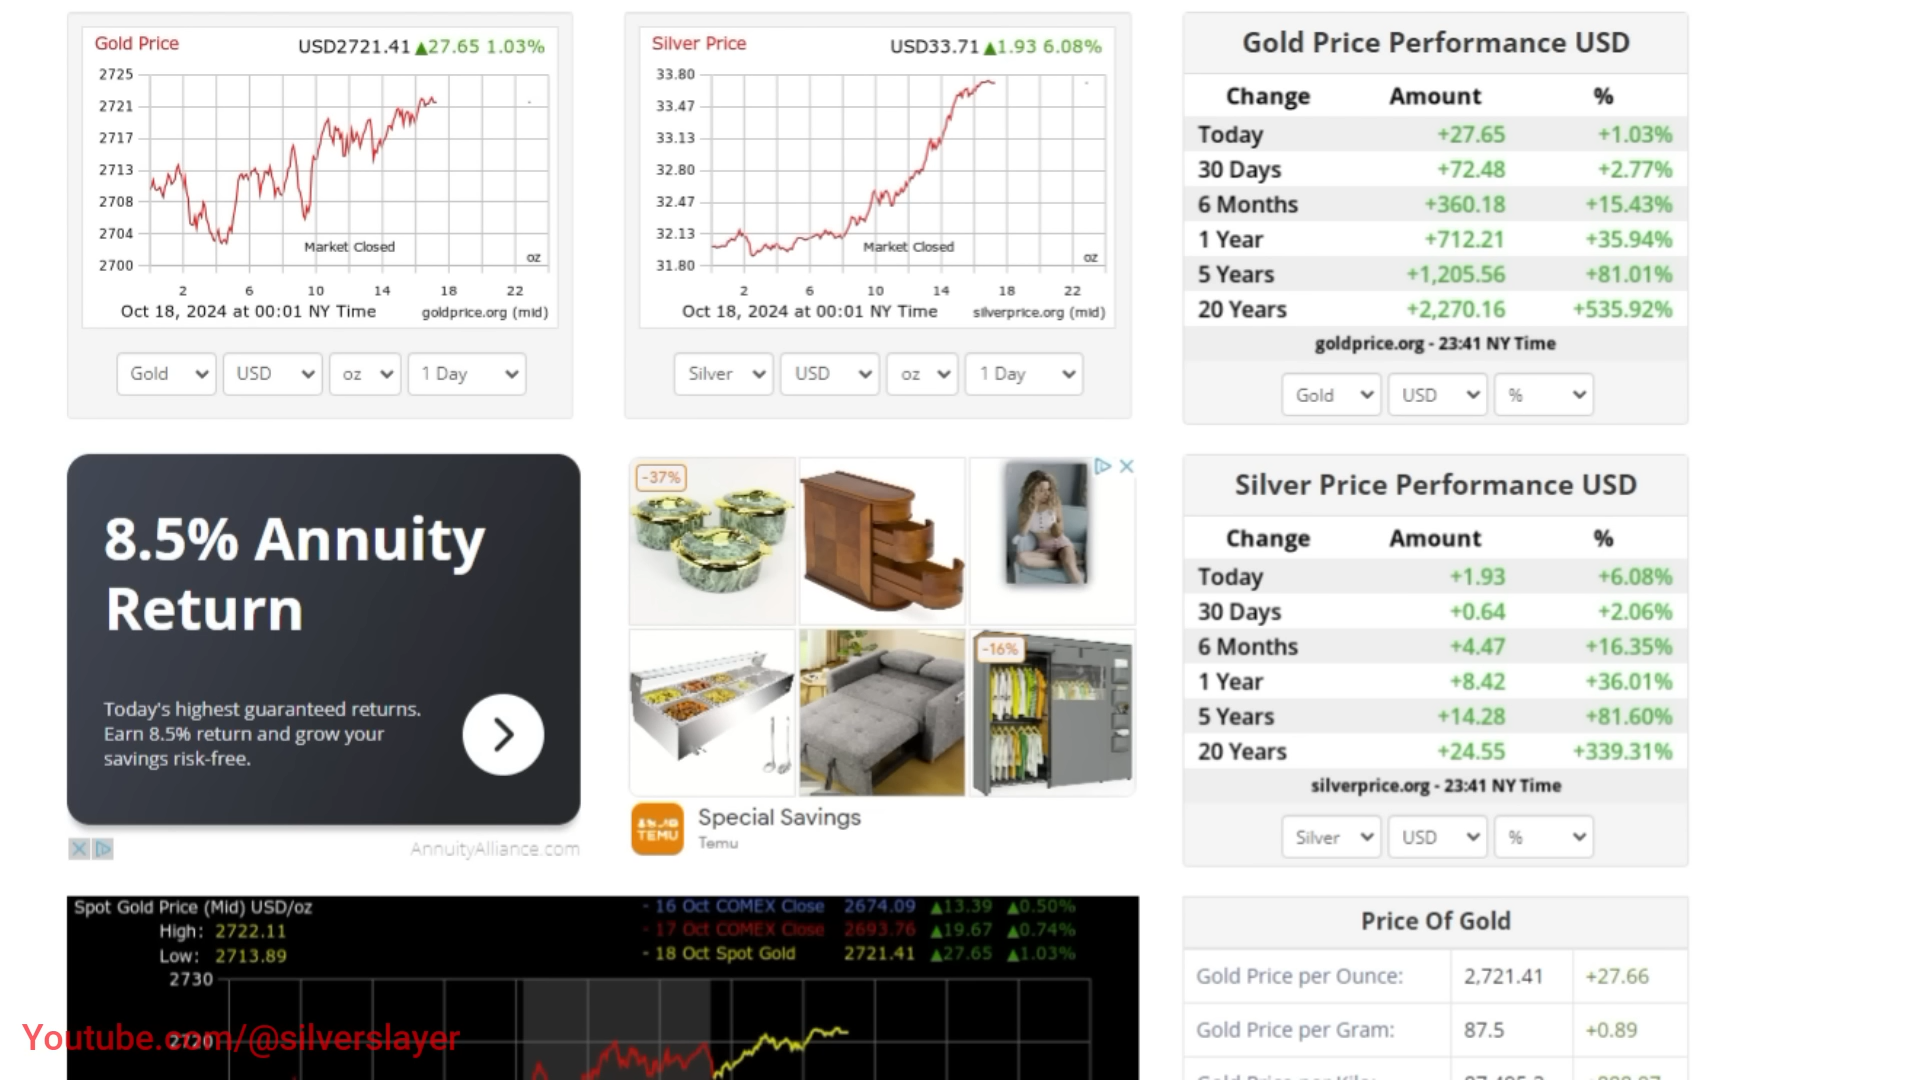 Gold Price USD2721.41 ▲27.65 1.03%
2725
2721
2717
2713
2708
2704
2700
Market Closed
oz
2 6 10 14 18 22
Oct 18, 2024 at 00:01 NY Time goldprice.org (mid)
Gold USD oz 1 Day
Silver Price USD33.71 ▲1.93 6.08%
33.80
33.47
33.13
32.80
32.47
32.13
31.80
Market Closed
oz
2 6 10 14 18 22
Oct 18, 2024 at 00:01 NY Time silverprice.org (mid)
Silver USD oz 1 Day
Gold Price Performance USD
Change Amount %
Today +27.65 +1.03%
30 Days +72.48 +2.77%
6 Months +360.18 +15.43%
1 Year +712.21 +35.94%
5 Years +1,205.56 +81.01%
20 Years +2,270.16 +535.92%
goldprice.org - 23:41 NY Time
Gold USD %
8.5% Annuity
Return
Today's highest guaranteed returns.
Earn 8.5% return and grow your
savings risk-free.
AnnuityAlliance.com
-37%
-16%
TEMU
Special Savings
Temu
Silver Price Performance USD
Change Amount %
Today +1.93 +6.08%
30 Days +0.64 +2.06%
6 Months +4.47 +16.35%
1 Year +8.42 +36.01%
5 Years +14.28 +81.60%
20 Years +24.55 +339.31%
silverprice.org - 23:41 NY Time
Silver USD %
Spot Gold Price (Mid) USD/oz
High: 2722.11
Low: 2713.89
- 16 Oct COMEX Close 2674.09 ▲13.39 ▲0.50%
- 17 Oct COMEX Close 2693.76 ▲19.67 ▲0.74%
- 18 Oct Spot Gold 2721.41 ▲27.65 ▲1.03%
2730
2720
Youtube.com/@silverslayer
Price Of Gold
Gold Price per Ounce: 2,721.41 +27.66
Gold Price per Gram: 87.5 +0.89
Gold Price per Kilo: